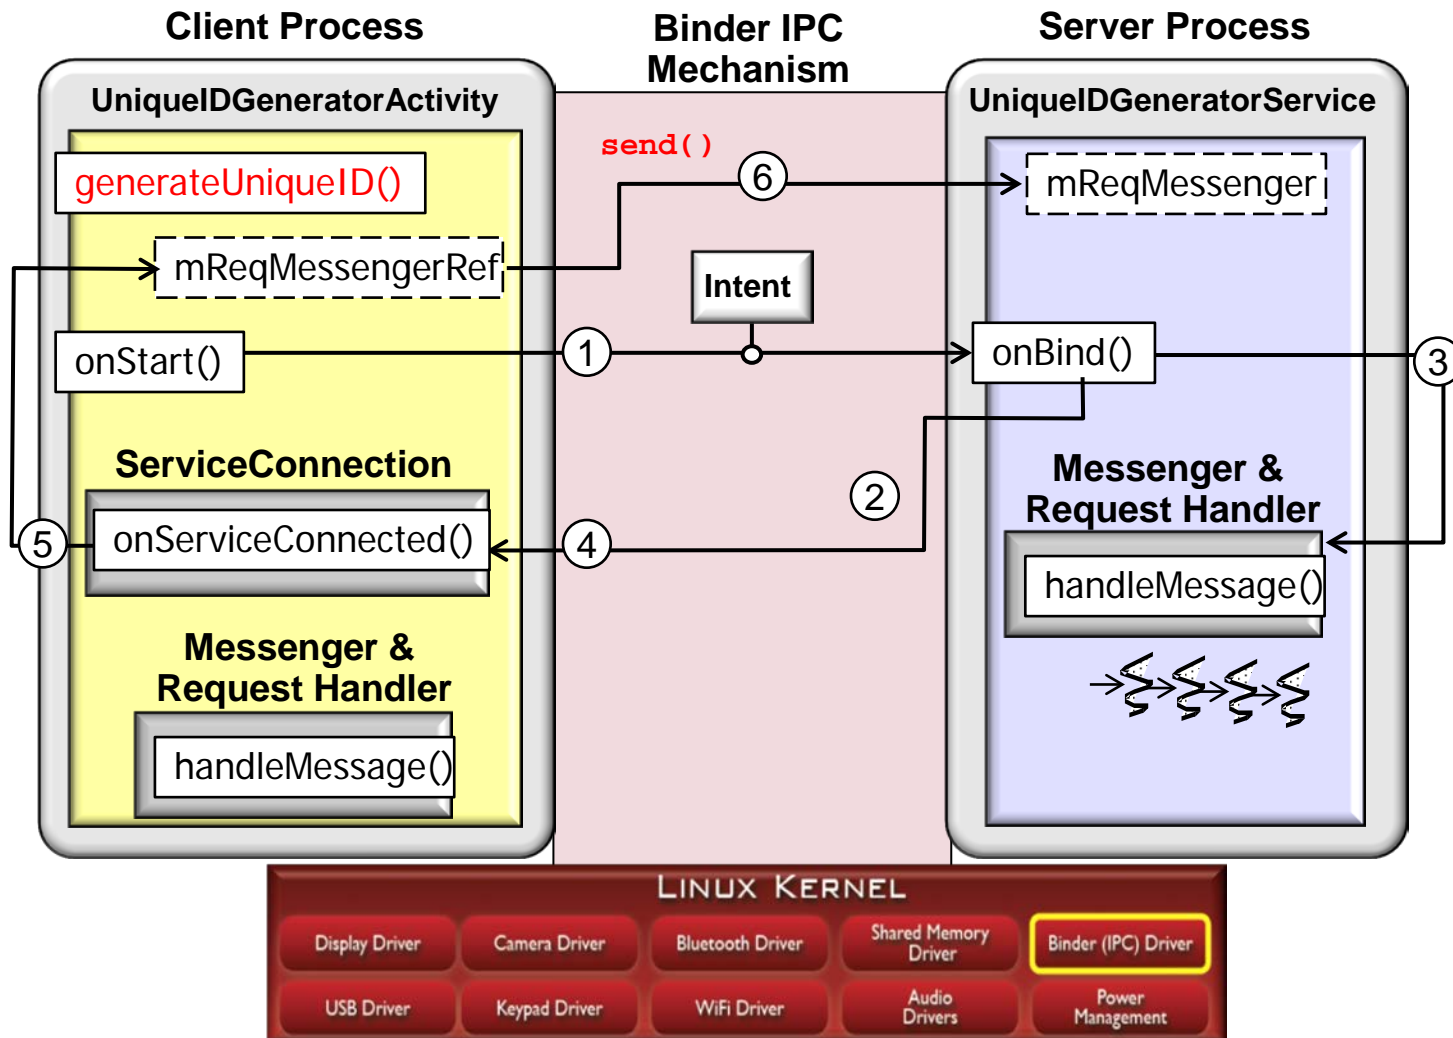 Client Process
Binder IPC
Mechanism
Server Process
UniqueIDGeneratorActivity
UniqueIDGeneratorService
send()
generateUniqueID()
6
mReqMessenger
mReqMessengerRef
Intent
onStart()
1
onBind()
3
ServiceConnection
Messenger &
Request Handler
2
5
onServiceConnected()
4
handleMessage()
Messenger &
Request Handler
handleMessage()
LINUX KERNEL
Display Driver
Camera Driver
Bluetooth Driver
Shared Memory
Driver
Binder (IPC) Driver
USB Driver
Keypad Driver
WiFi Driver
Audio
Drivers
Power
Management